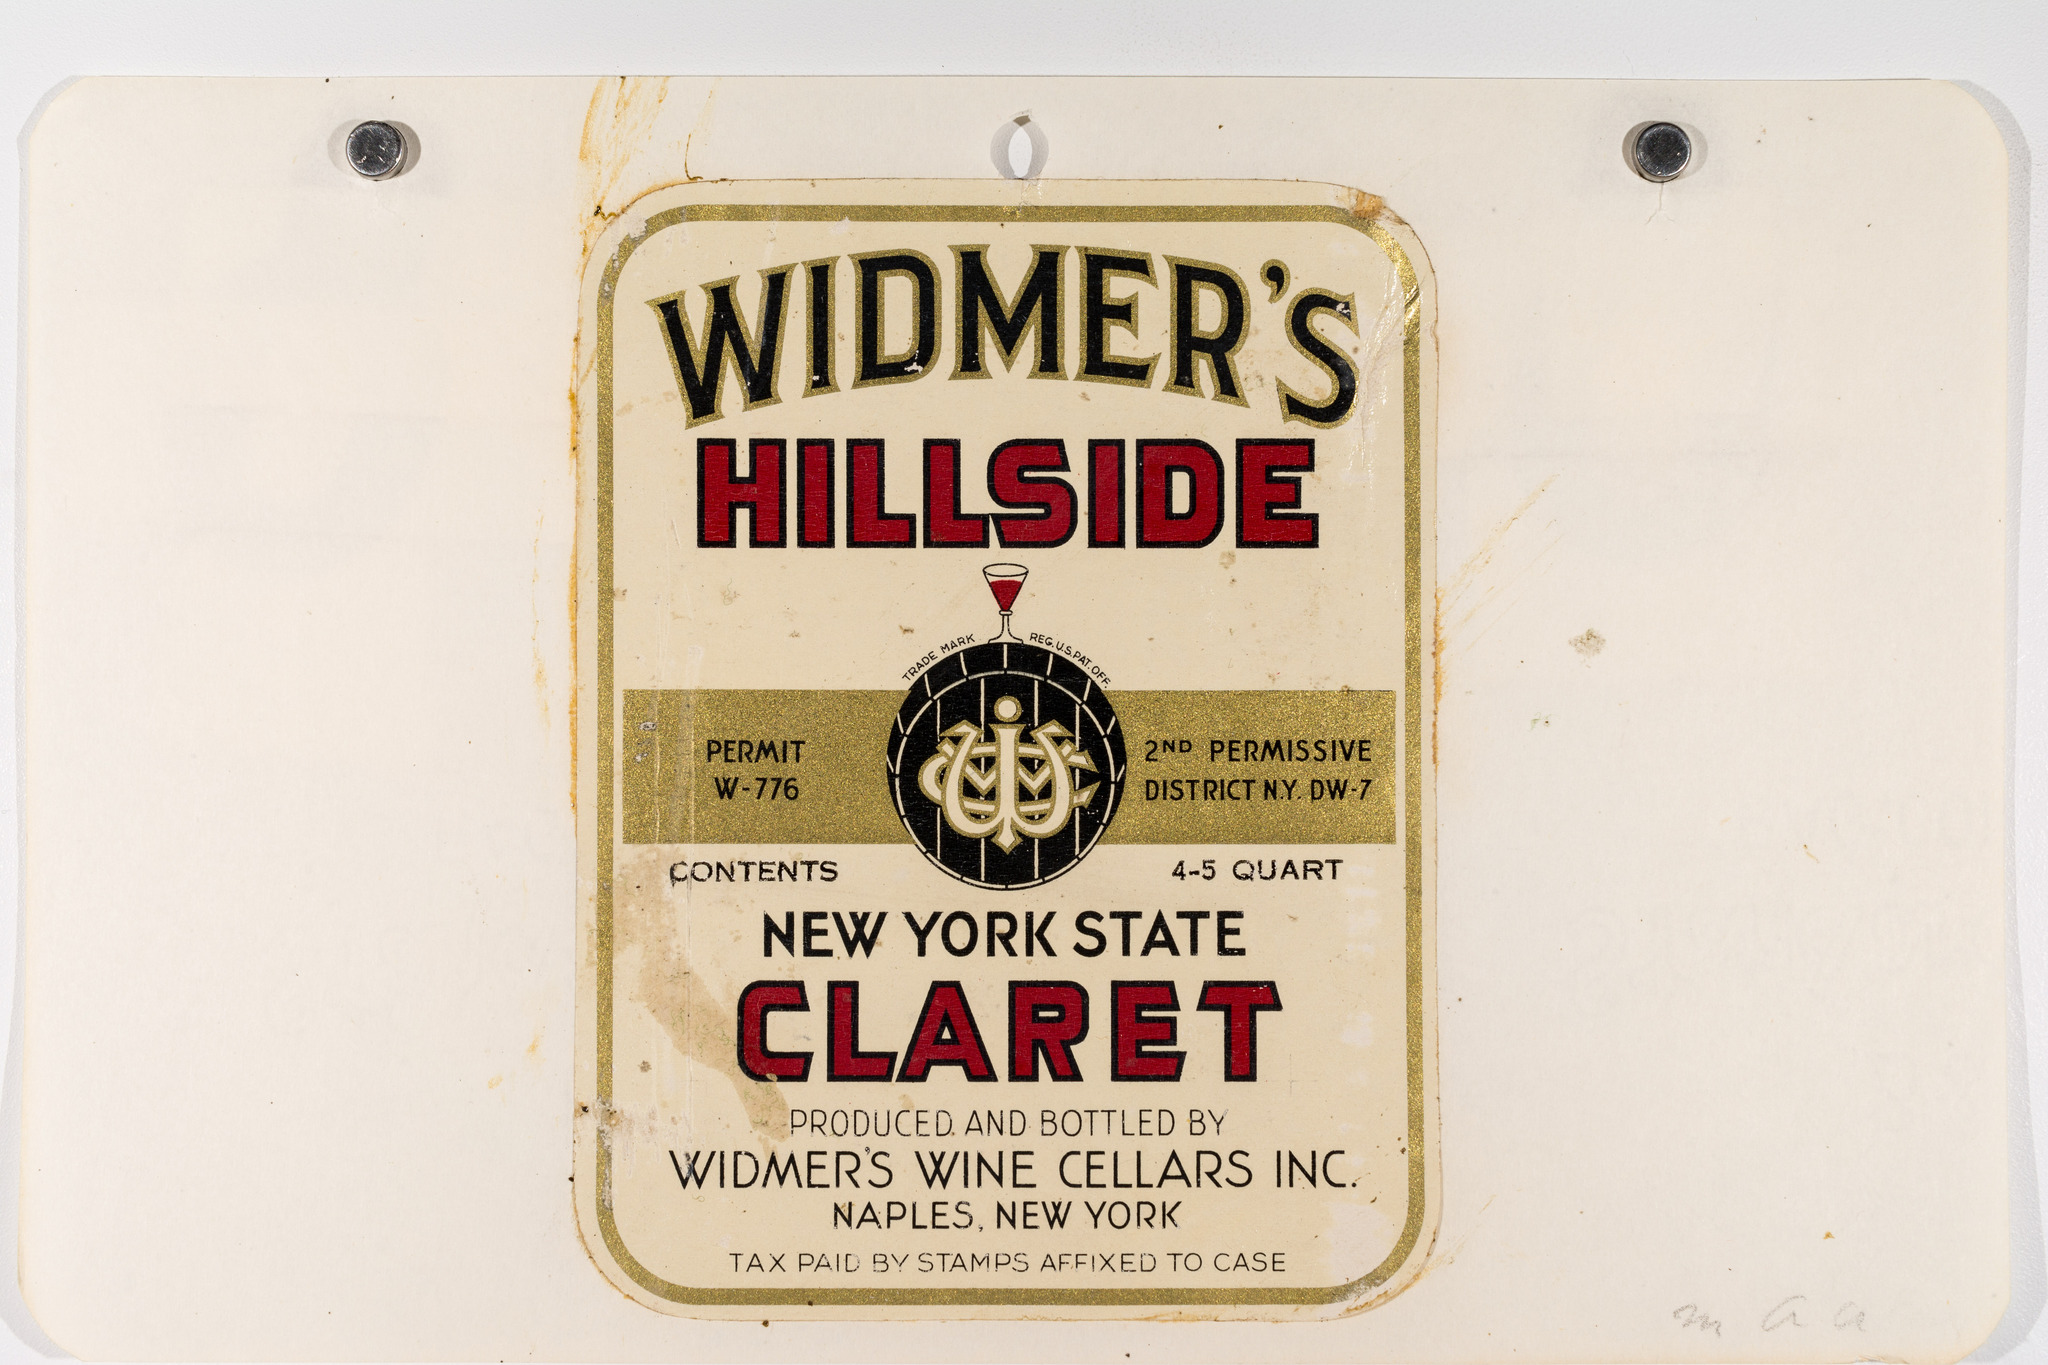 WIDMER'S
HILLSIDE
TRADE MARK REG. U.S. PAT. OFF.
PERMIT
W-776
2ND PERMISSIVE
DISTRICT N.Y. DW-7
CONTENTS 4-5 QUART
NEW YORK STATE
CLARET
PRODUCED AND BOTTLED BY
WIDMER'S WINE CELLARS INC.
NAPLES, NEW YORK
TAX PAID BY STAMPS AFFIXED TO CASE
m a a